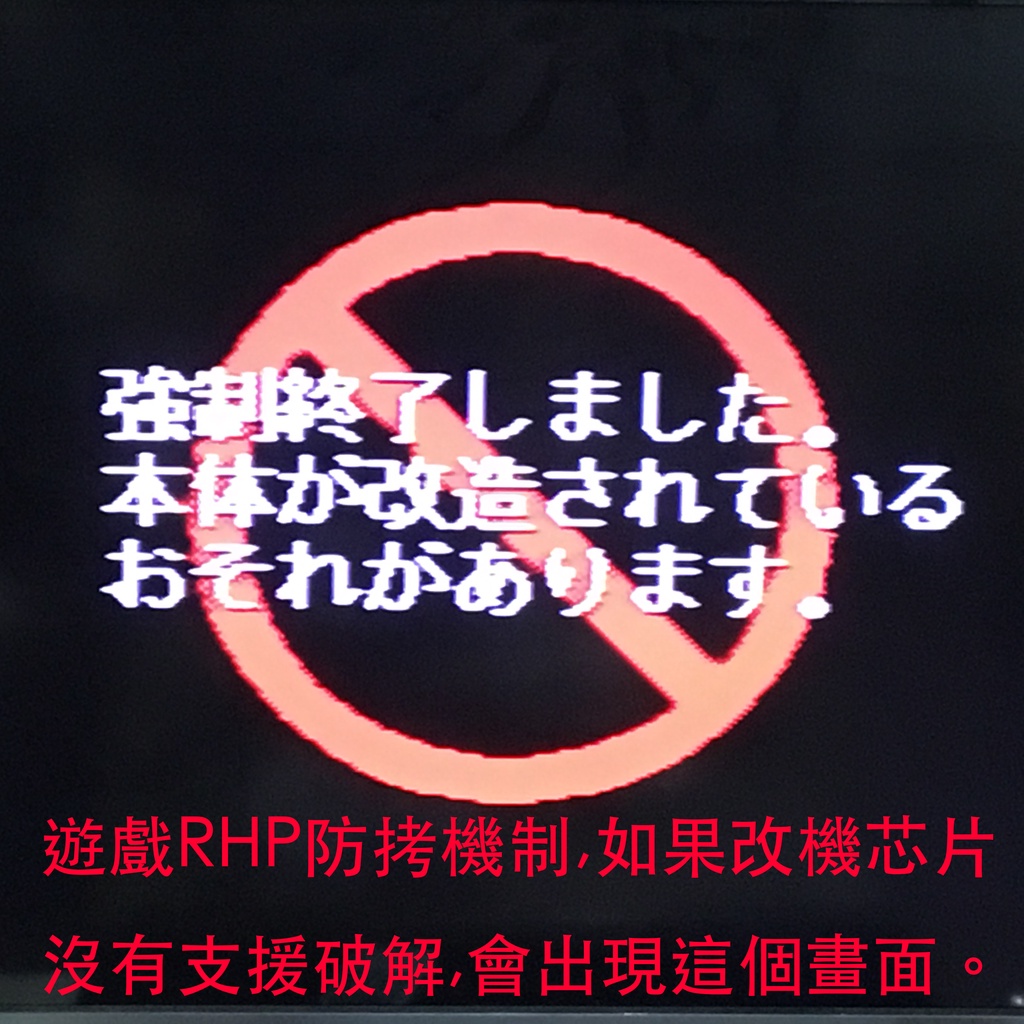 強制終了しました.
本体が改造されている
おそれがあります.
遊戲RHP防拷機制,如果改機芯片
沒有支援破解,會出現這個畫面。